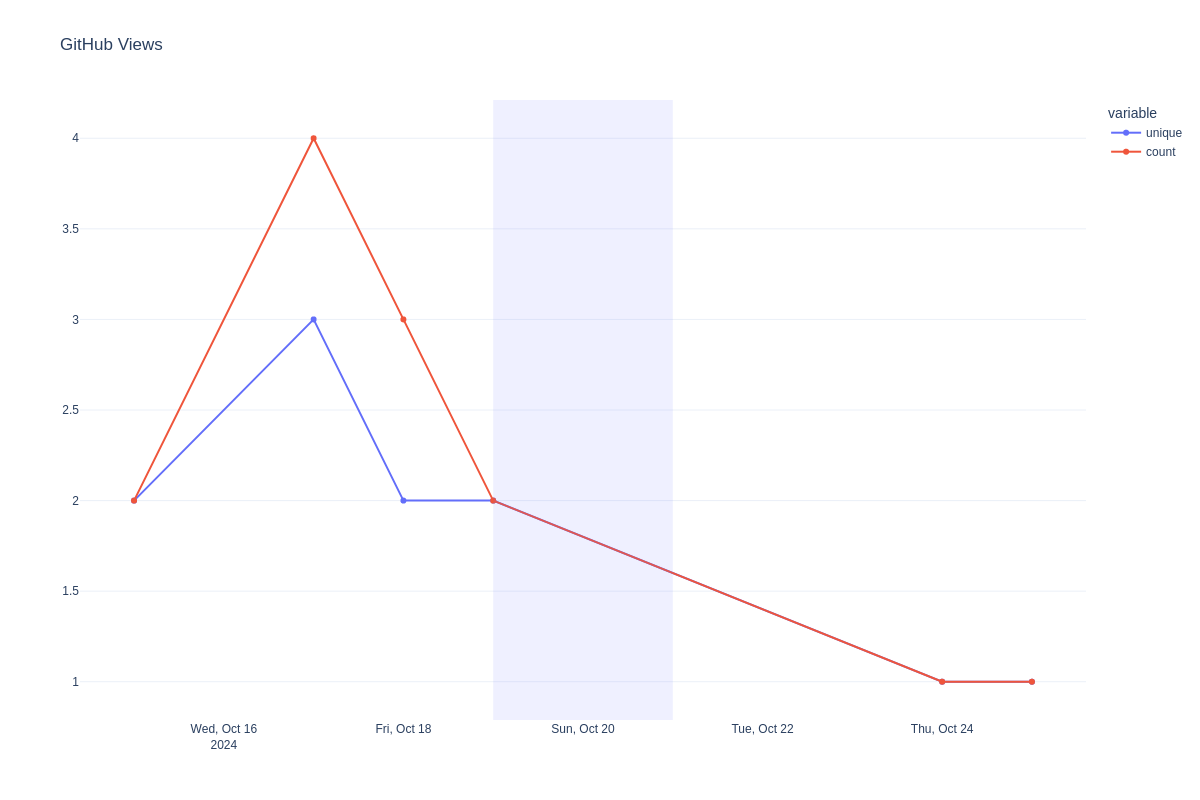 GitHub Views
variable
unique
count
4
3.5
3
2.5
2
1.5
1
Wed, Oct 16
2024
Fri, Oct 18
Sun, Oct 20
Tue, Oct 22
Thu, Oct 24